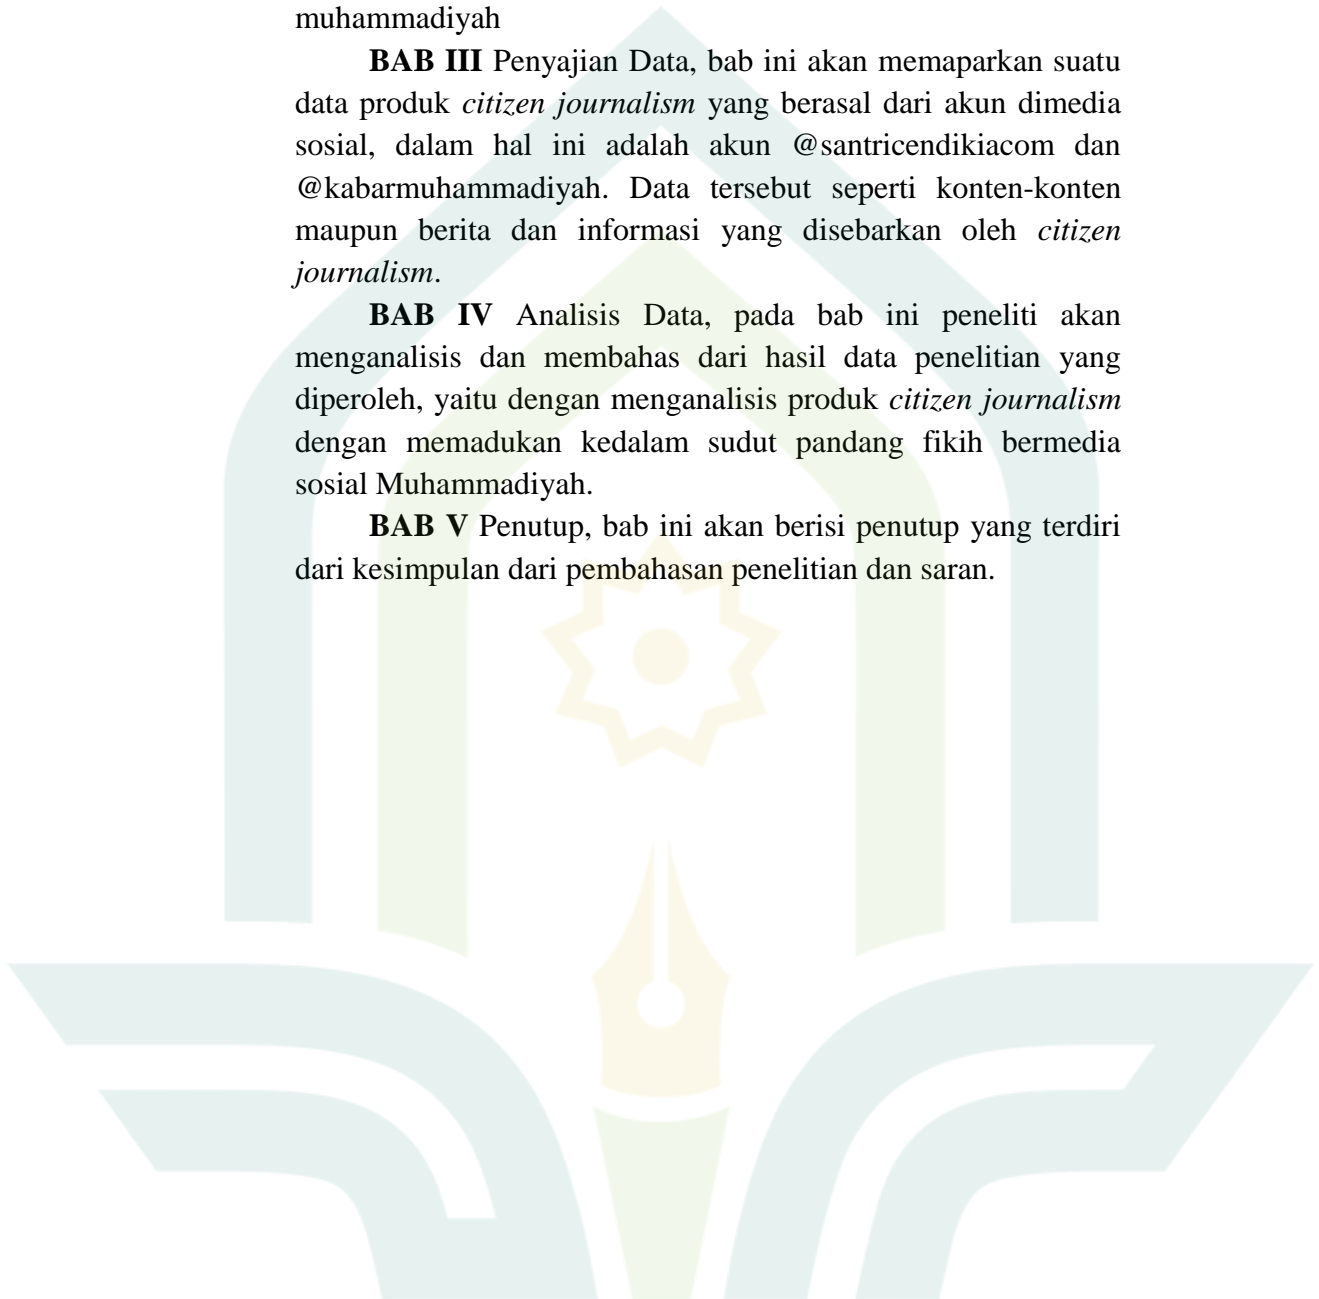 muhammadiyah
BAB III Penyajian Data, bab ini akan memaparkan suatu
data produk citizen journalism yang berasal dari akun dimedia
sosial, dalam hal ini adalah akun @santricendikiacom dan
@kabarmuhammadiyah. Data tersebut seperti konten-konten
maupun berita dan informasi yang disebarkan oleh citizen
journalism.
BAB IV Analisis Data, pada bab ini peneliti akan
menganalisis dan membahas dari hasil data penelitian yang
diperoleh, yaitu dengan menganalisis produk citizen journalism
dengan memadukan kedalam sudut pandang fikih bermedia
sosial Muhammadiyah.
BAB V Penutup, bab ini akan berisi penutup yang terdiri
dari kesimpulan dari pembahasan penelitian dan saran.